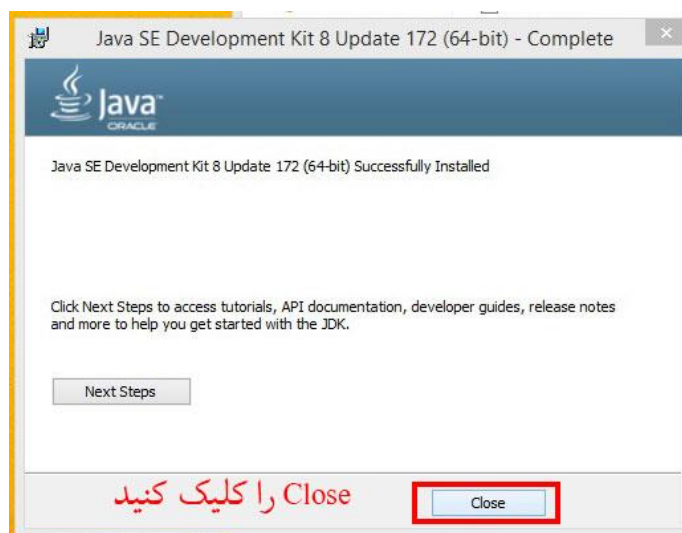 Java SE Development Kit 8 Update 172 (64-bit) - Complete
Java™
ORACLE
Java SE Development Kit 8 Update 172 (64-bit) Successfully Installed
Click Next Steps to access tutorials, API documentation, developer guides, release notes
and more to help you get started with the JDK.
Next Steps
Close را کلیک کنید
Close